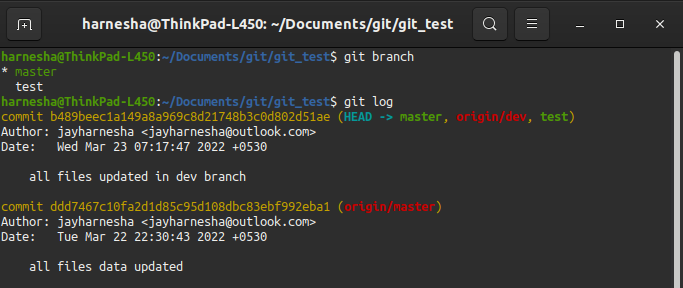 harnesha@ThinkPad-L450: ~/Documents/git/git_test
harnesha@ThinkPad-L450:~/Documents/git/git_test$ git branch
* master
  test
harnesha@ThinkPad-L450:~/Documents/git/git_test$ git log
commit b489beec1a149a8a969c8d21748b3c0d802d51ae (HEAD -> master, origin/dev, test)
Author: jayharnesha <jayharnesha@outlook.com>
Date:   Wed Mar 23 07:17:47 2022 +0530
    all files updated in dev branch
commit ddd7467c10fa2d1d85c95d108dbc83ebf992eba1 (origin/master)
Author: jayharnesha <jayharnesha@outlook.com>
Date:   Tue Mar 22 22:30:43 2022 +0530
    all files data updated